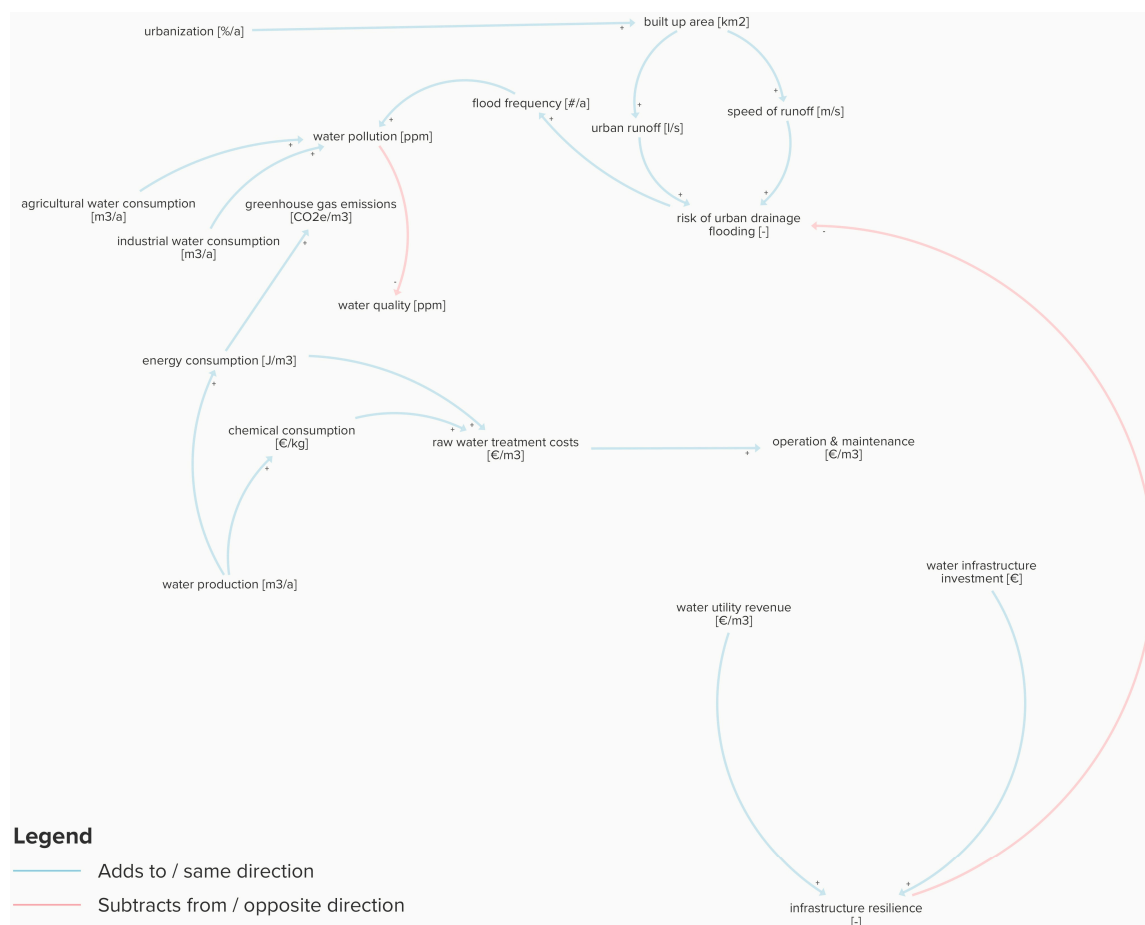 urbanization [%/a]
built up area [km2]
+
flood frequency [#/a]
+
+
speed of runoff [m/s]
+
+
urban runoff [l/s]
+
water pollution [ppm]
+
+
agricultural water consumption
[m3/a]
greenhouse gas emissions
[CO2e/m3]
+
+
risk of urban drainage
flooding [-]
-
industrial water consumption
[m3/a]
+
-
water quality [ppm]
energy consumption [J/m3]
+
chemical consumption
[€/kg]
+
+
raw water treatment costs
[€/m3]
operation & maintenance
[€/m3]
+
+
water production [m3/a]
water infrastructure
investment [€]
water utility revenue
[€/m3]
Legend
Adds to / same direction
Subtracts from / opposite direction
+
+
infrastructure resilience
[-]